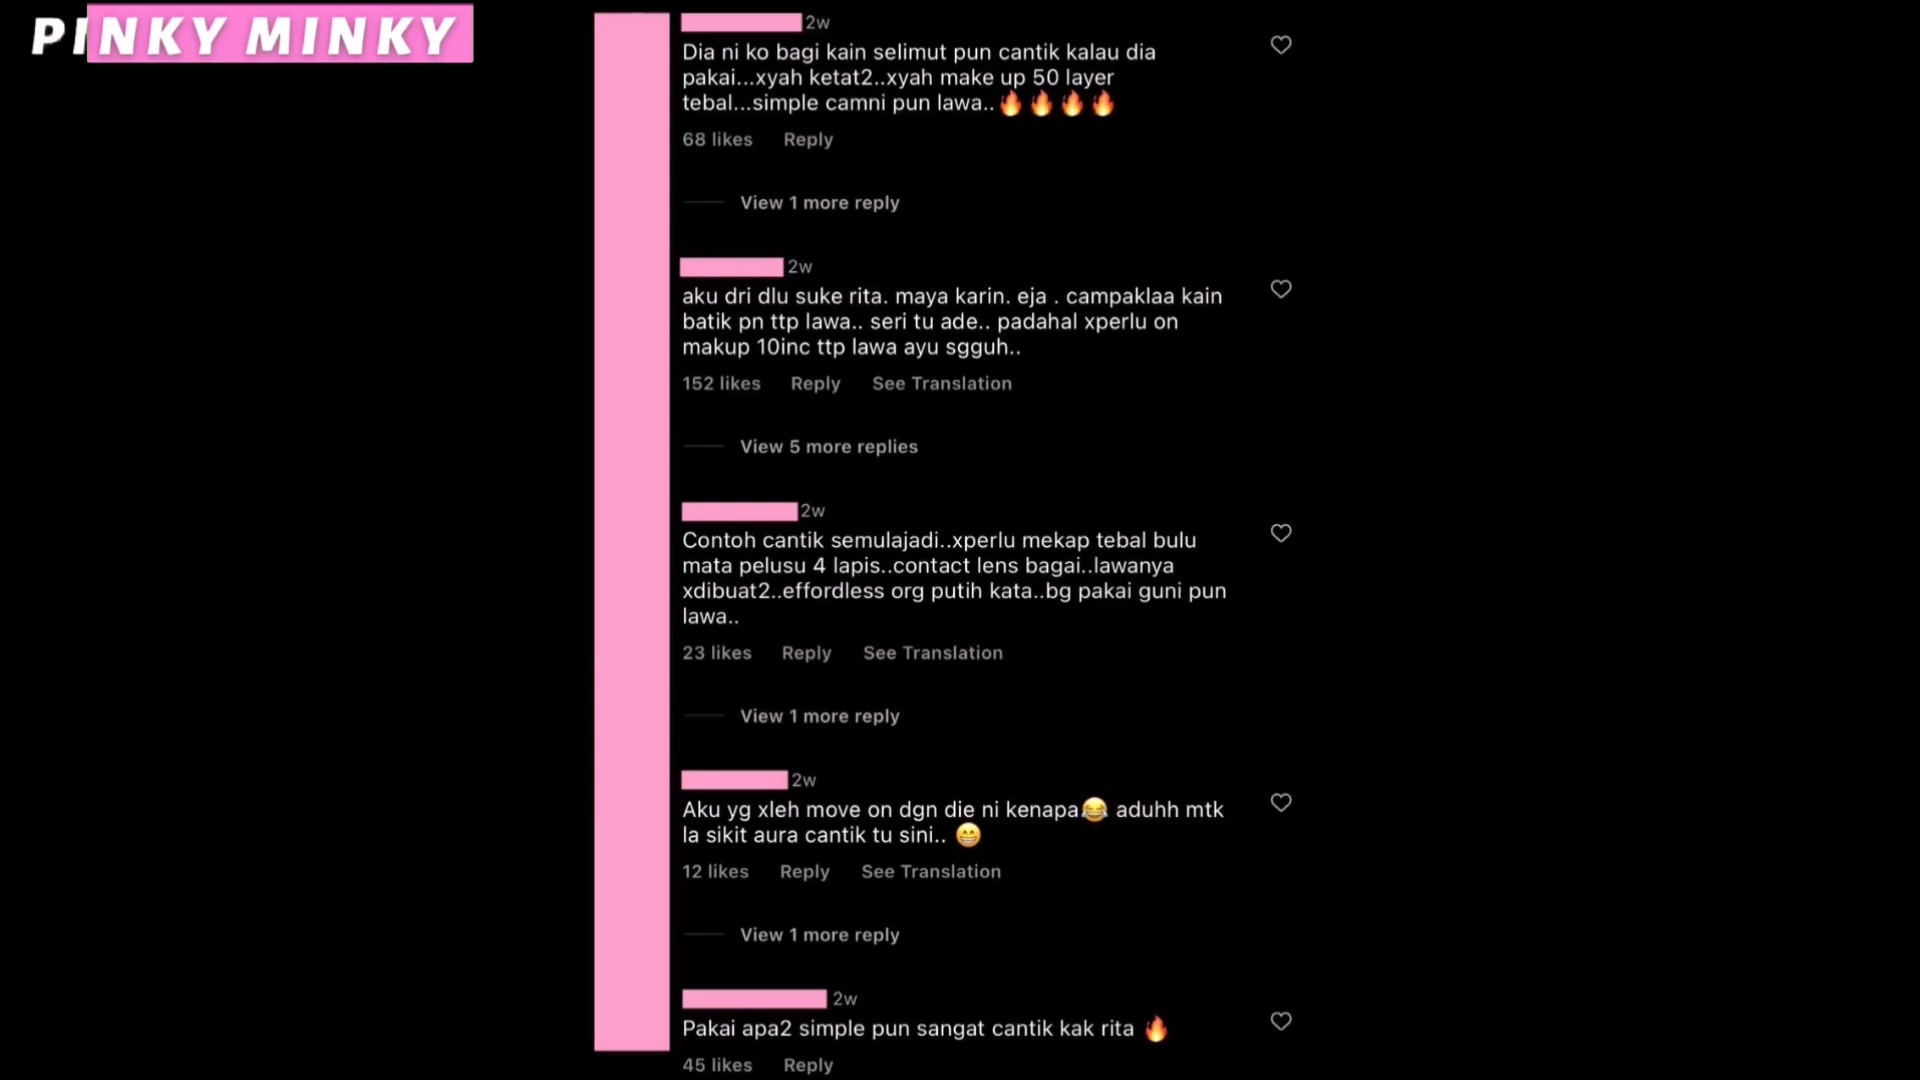 PINKY MINKY
2w
Dia ni ko bagi kain selimut pun cantik kalau dia
pakai...xyah ketat2..xyah make up 50 layer
tebal...simple camni pun lawa..🔥🔥🔥🔥
68 likes Reply
View 1 more reply
2w
aku dri dlu suke rita. maya karin. eja . campaklaa kain
batik pn ttp lawa.. seri tu ade.. padahal xperlu on
makup 10inc ttp lawa ayu sgguh..
152 likes Reply See Translation
View 5 more replies
2w
Contoh cantik semulajadi..xperlu mekap tebal bulu
mata pelusu 4 lapis..contact lens bagai..lawanya
xdibuat2..effordless org putih kata..bg pakai guni pun
lawa..
23 likes Reply See Translation
View 1 more reply
2w
Aku yg xleh move on dgn die ni kenapa😂 aduhh mtk
la sikit aura cantik tu sini.. 😁
12 likes Reply See Translation
View 1 more reply
2w
Pakai apa2 simple pun sangat cantik kak rita 🔥
45 likes Reply